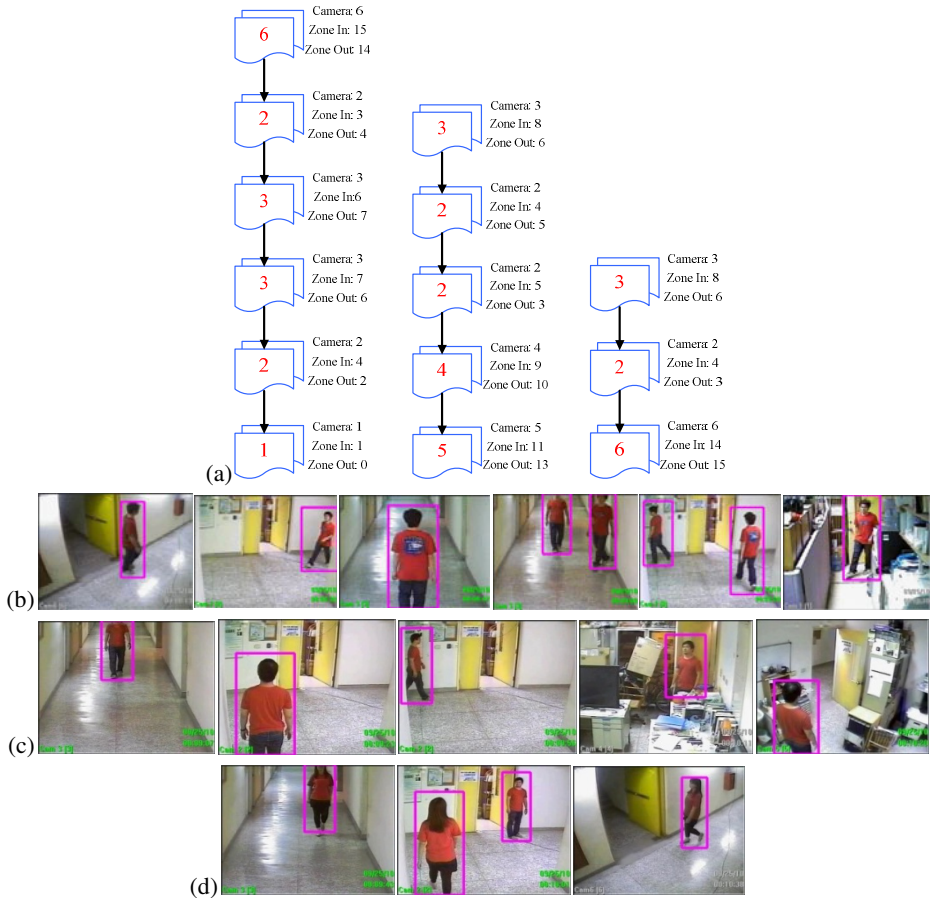 Camera: 6
Zone In: 15
Zone Out: 14
6
Camera: 2
Zone In: 3
Zone Out: 4
2
Camera: 3
Zone In:6
Zone Out: 7
3
Camera: 3
Zone In: 7
Zone Out: 6
3
Camera: 2
Zone In: 4
Zone Out: 2
2
Camera: 1
Zone In: 1
Zone Out: 0
1
Camera: 3
Zone In: 8
Zone Out: 6
3
Camera: 2
Zone In: 4
Zone Out: 5
2
Camera: 2
Zone In: 5
Zone Out: 3
2
Camera: 4
Zone In: 9
Zone Out: 10
4
Camera: 5
Zone In: 11
Zone Out: 13
5
Camera: 3
Zone In: 8
Zone Out: 6
3
Camera: 2
Zone In: 4
Zone Out: 3
2
Camera: 6
Zone In: 14
Zone Out: 15
6
(a)
(b)
(c)
(d)